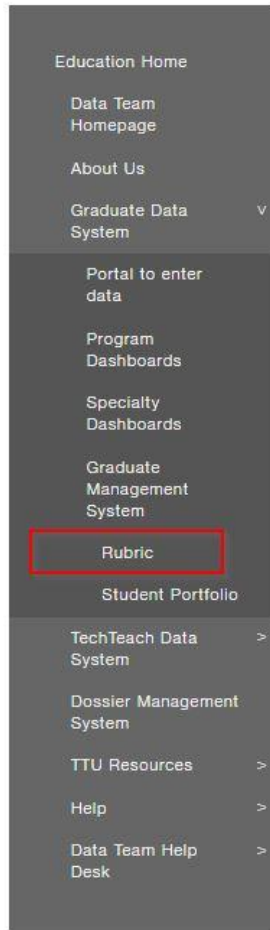 Education Home
Data Team
Homepage
About Us
Graduate Data v
System
Portal to enter
data
Program
Dashboards
Specialty
Dashboards
Graduate
Management
System
Rubric
Student Portfolio
TechTeach Data >
System
Dossier Management
System
TTU Resources >
Help >
Data Team Help >
Desk